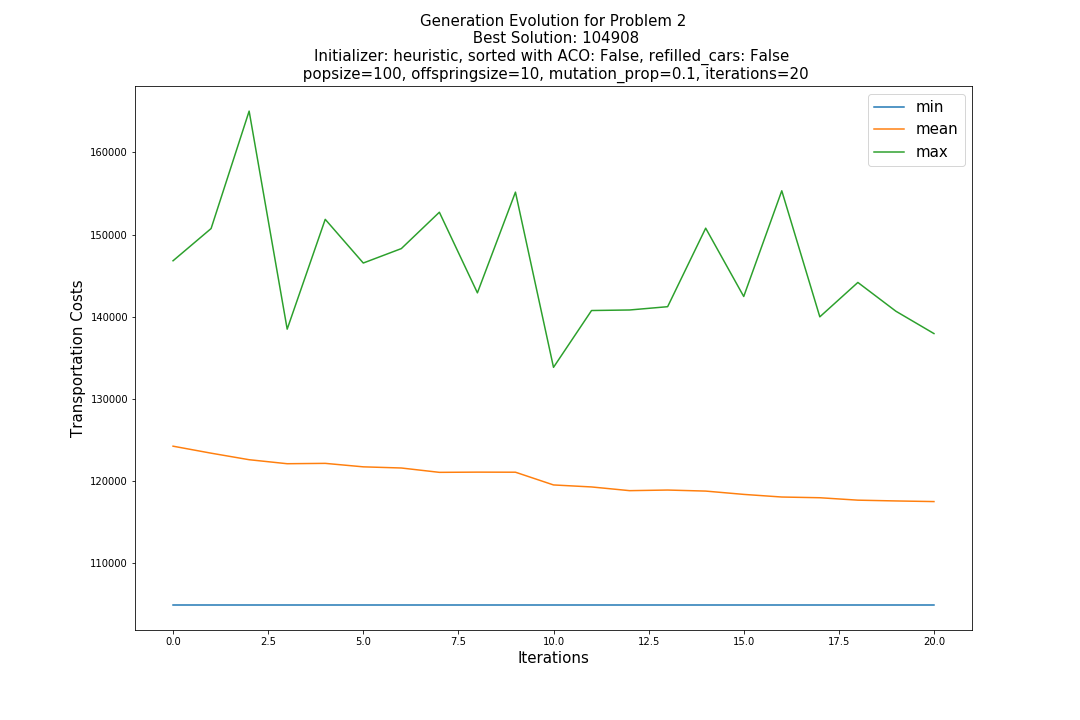 Generation Evolution for Problem 2
Best Solution: 104908
Initializer: heuristic, sorted with ACO: False, refilled_cars: False
popsize=100, offspringsize=10, mutation_prop=0.1, iterations=20
min
mean
max
160000
150000
140000
130000
120000
110000
Transportation Costs
0.0 2.5 5.0 7.5 10.0 12.5 15.0 17.5 20.0
Iterations